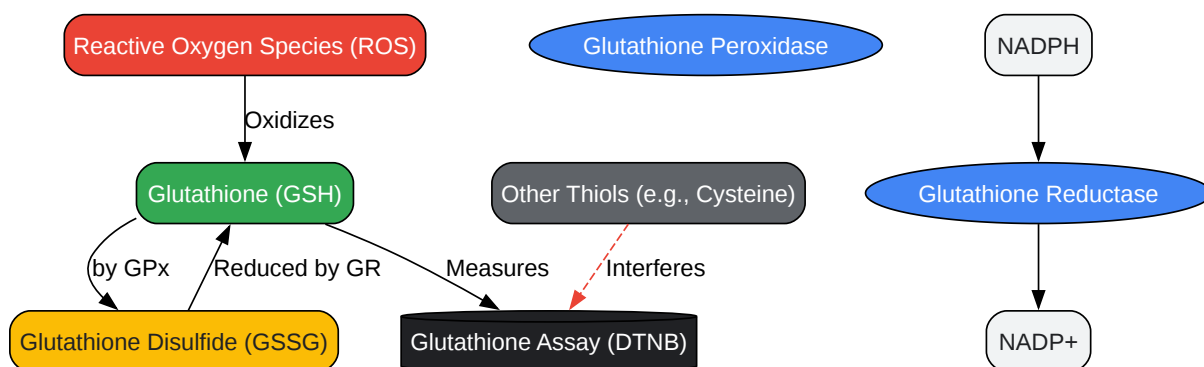 Reactive Oxygen Species (ROS)
Glutathione Peroxidase
NADPH
Oxidizes
Glutathione (GSH)
Other Thiols (e.g., Cysteine)
Glutathione Reductase
by GPx
Reduced by GR
Measures
Interferes
Glutathione Disulfide (GSSG)
Glutathione Assay (DTNB)
NADP+